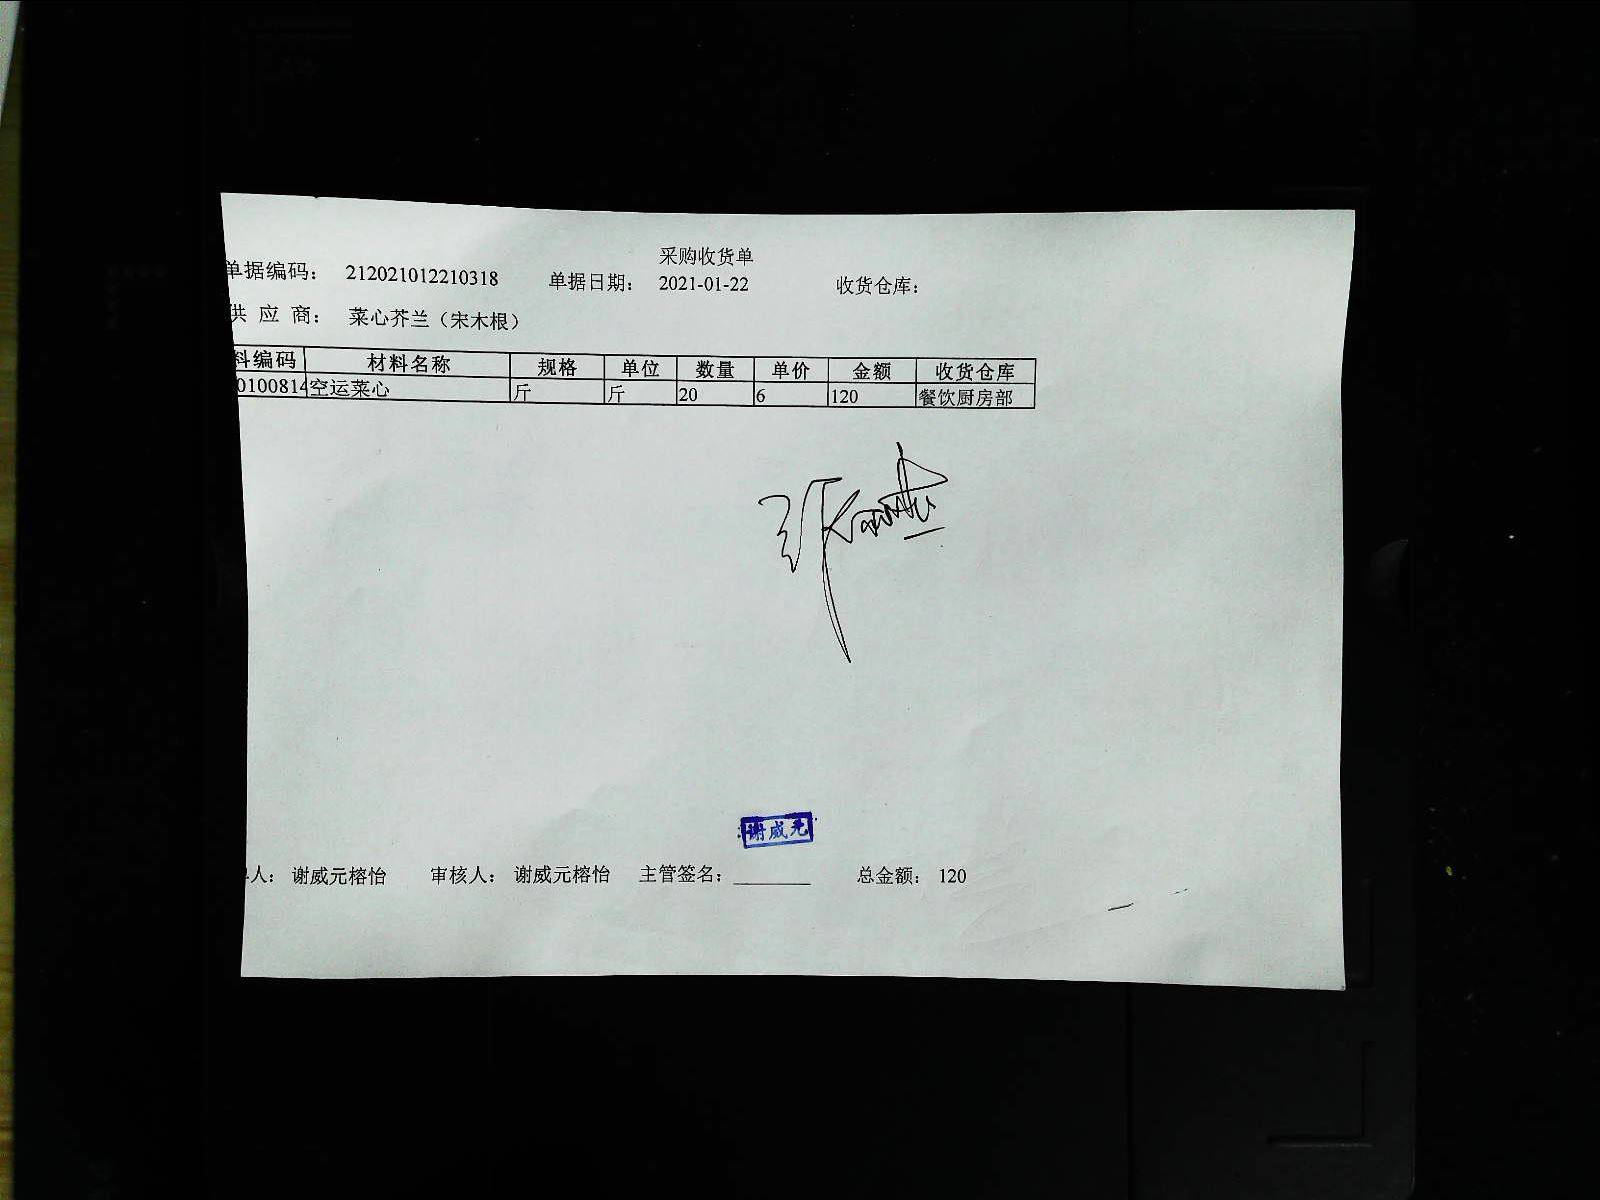 采购收货单
单据编码： 212021012210318 单据日期： 2021-01-22 收货仓库：
供 应 商： 菜心芥兰（宋木根）
料编码 材料名称 规格 单位 数量 单价 金额 收货仓库
0100814 空运菜心 斤 斤 20 6 120 餐饮厨房部
谢威元
人： 谢威元榕怡 审核人： 谢威元榕怡 主管签名：________ 总金额： 120